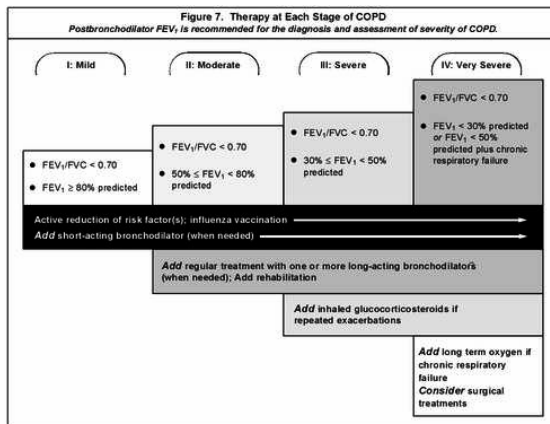 Figure 7. Therapy at Each Stage of COPD
Postbronchodilator FEV₁ is recommended for the diagnosis and assessment of severity of COPD.
I: Mild
II: Moderate
III: Severe
IV: Very Severe
● FEV₁/FVC < 0.70
● FEV₁ ≥ 80% predicted
● FEV₁/FVC < 0.70
● 50% ≤ FEV₁ < 80%
predicted
● FEV₁/FVC < 0.70
● 30% ≤ FEV₁ < 50%
predicted
● FEV₁/FVC < 0.70
● FEV₁ < 30% predicted
or FEV₁ < 50%
predicted plus chronic
respiratory failure
Active reduction of risk factor(s); influenza vaccination
Add short-acting bronchodilator (when needed)
Add regular treatment with one or more long-acting bronchodilators
(when needed); Add rehabilitation
Add inhaled glucocorticosteroids if
repeated exacerbations
Add long term oxygen if
chronic respiratory
failure
Consider surgical
treatments